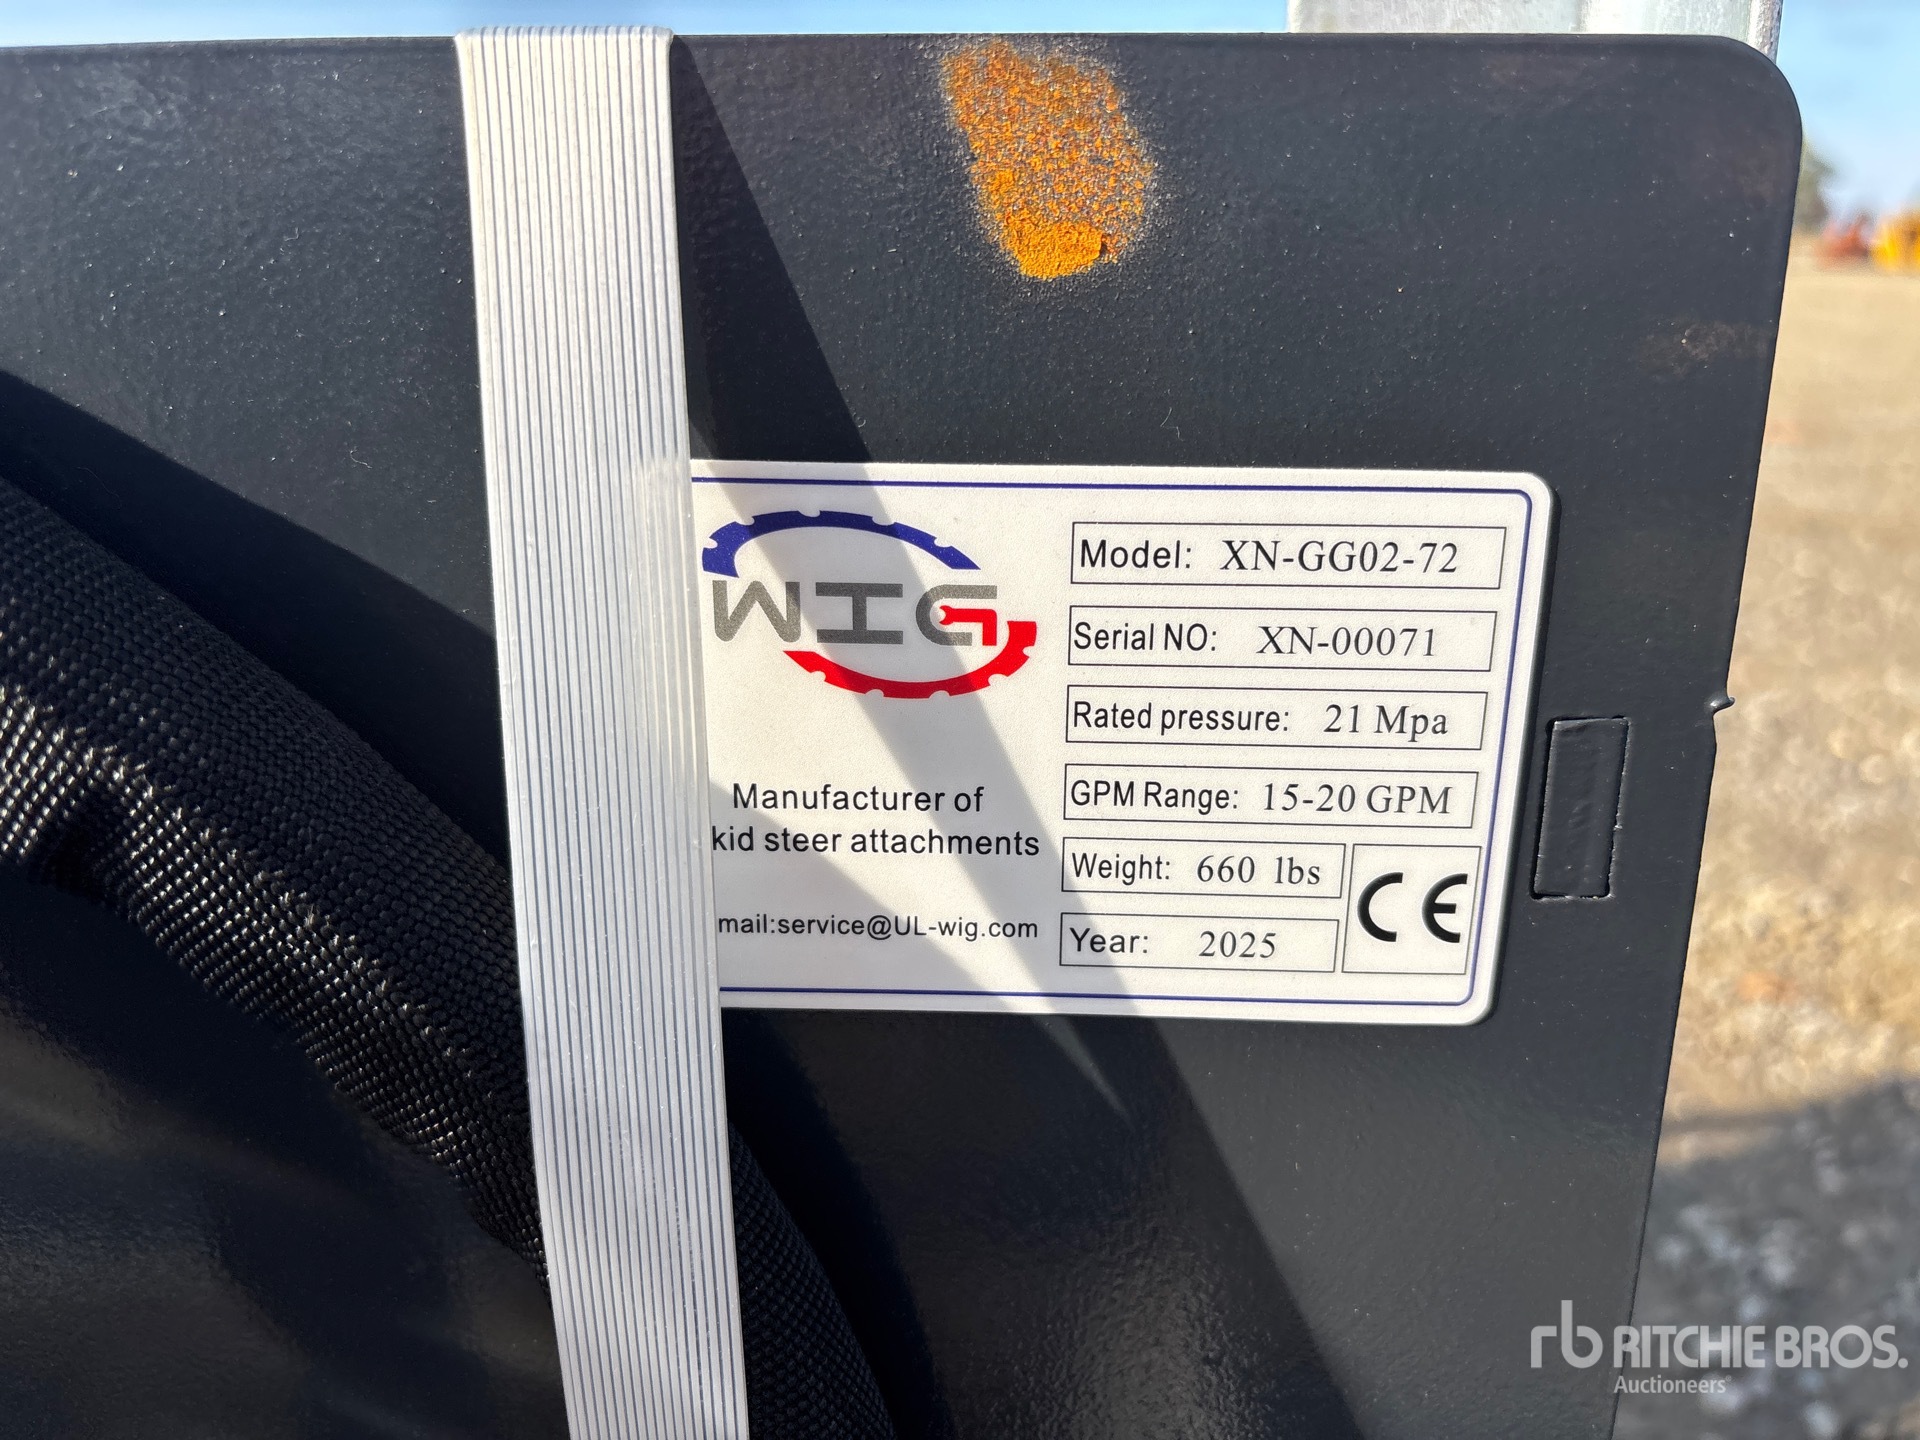 WIG
Manufacturer of
kid steer attachments
mail:service@UL-wig.com
Model: XN-GG02-72
Serial NO: XN-00071
Rated pressure: 21 Mpa
GPM Range: 15-20 GPM
Weight: 660 lbs
Year: 2025
CE
rb RITCHIE BROS.
Auctioneers